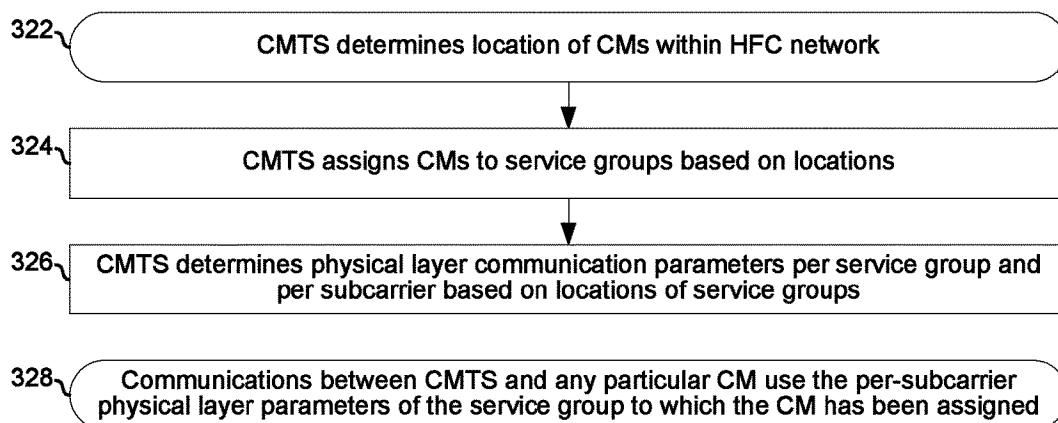 322
CMTS determines location of CMs within HFC network
324
CMTS assigns CMs to service groups based on locations
326
CMTS determines physical layer communication parameters per service group and
per subcarrier based on locations of service groups
328
Communications between CMTS and any particular CM use the per-subcarrier
physical layer parameters of the service group to which the CM has been assigned